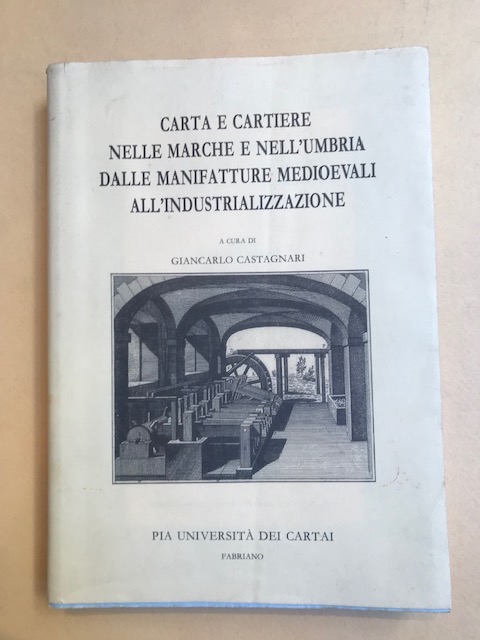 CARTA E CARTIERE
NELLE MARCHE E NELL'UMBRIA
DALLE MANIFATTURE MEDIOEVALI
ALL'INDUSTRIALIZZAZIONE
A CURA DI
GIANCARLO CASTAGNARI
PIA UNIVERSITÀ DEI CARTAI
FABRIANO